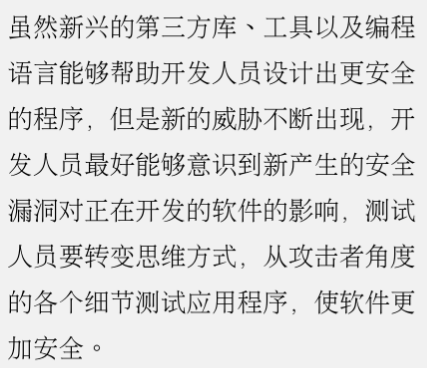 虽然新兴的第三方库、工具以及编程
语言能够帮助开发人员设计出更安全
的程序，但是新的威胁不断出现，开
发人员最好能够意识到新产生的安全
漏洞对正在开发的软件的影响，测试
人员要转变思维方式，从攻击者角度
的各个细节测试应用程序，使软件更
加安全。